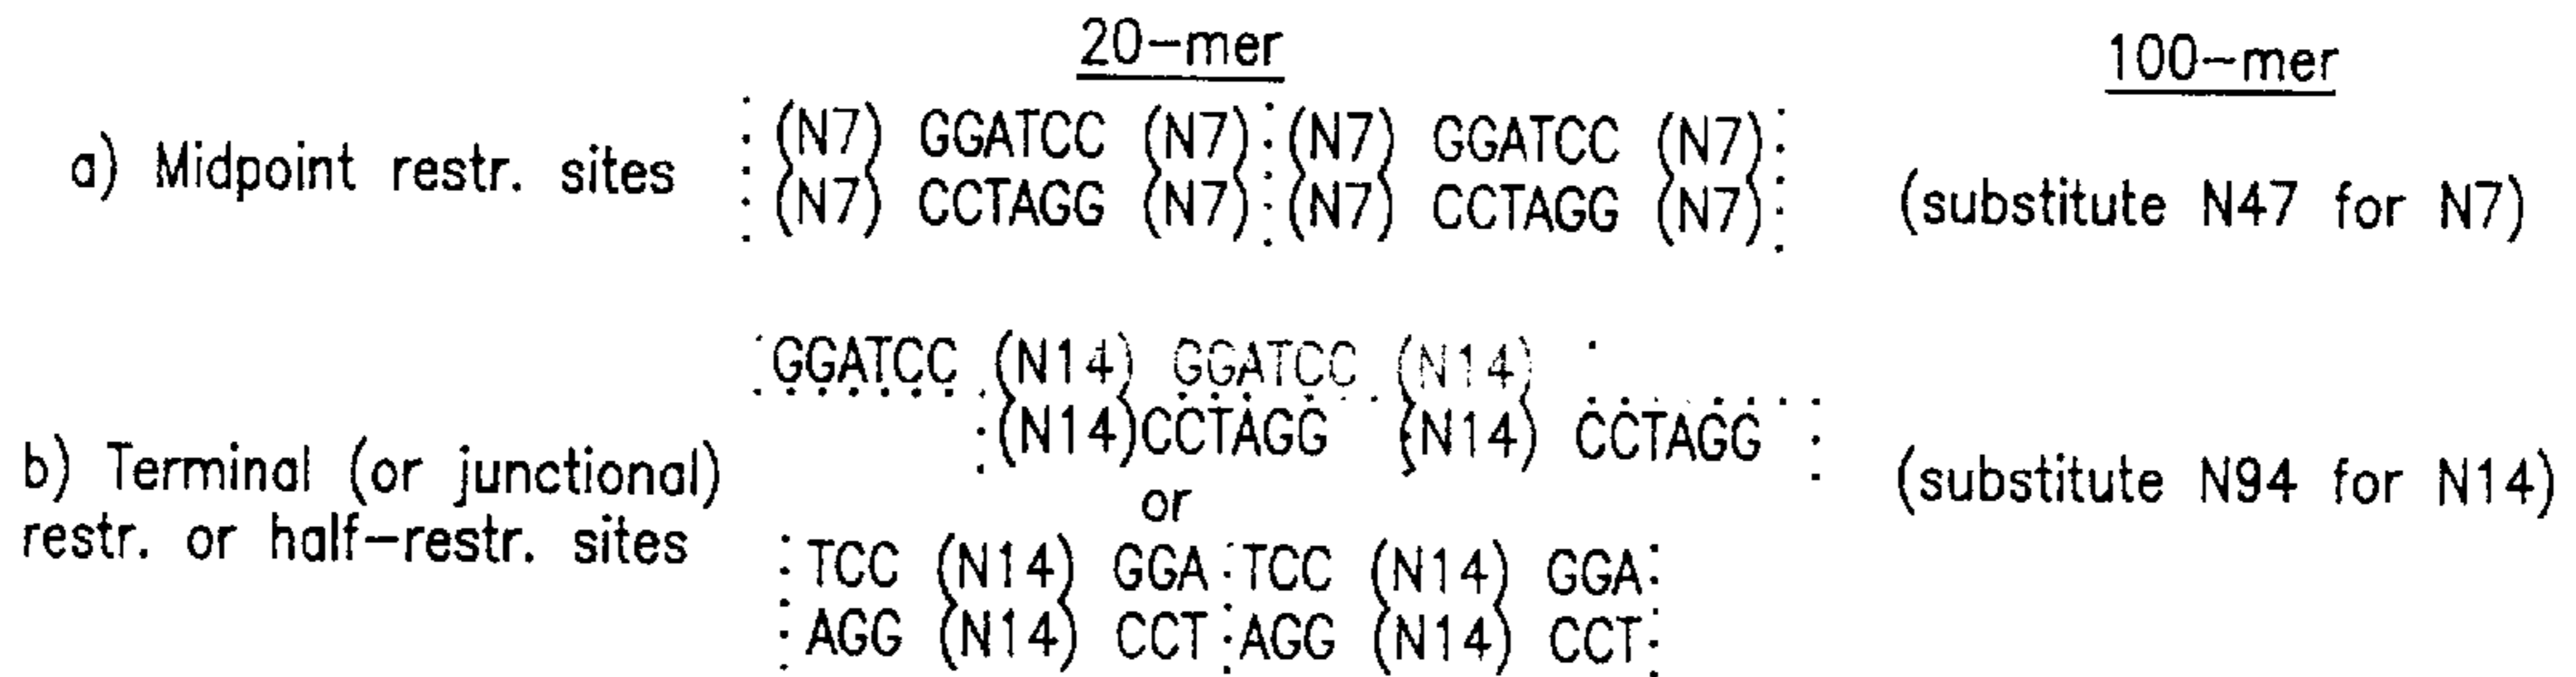 20-mer
100-mer
a) Midpoint restr. sites
(N7) GGATCC (N7) (N7) GGATCC (N7)
(N7) CCTAGG (N7) (N7) CCTAGG (N7)
(substitute N47 for N7)
b) Terminal (or junctional)
restr. or half-restr. sites
GGATCC (N14) GGATCC (N14)
(N14)CCTAGG (N14) CCTAGG
or
TCC (N14) GGA TCC (N14) GGA
AGG (N14) CCT AGG (N14) CCT
(substitute N94 for N14)